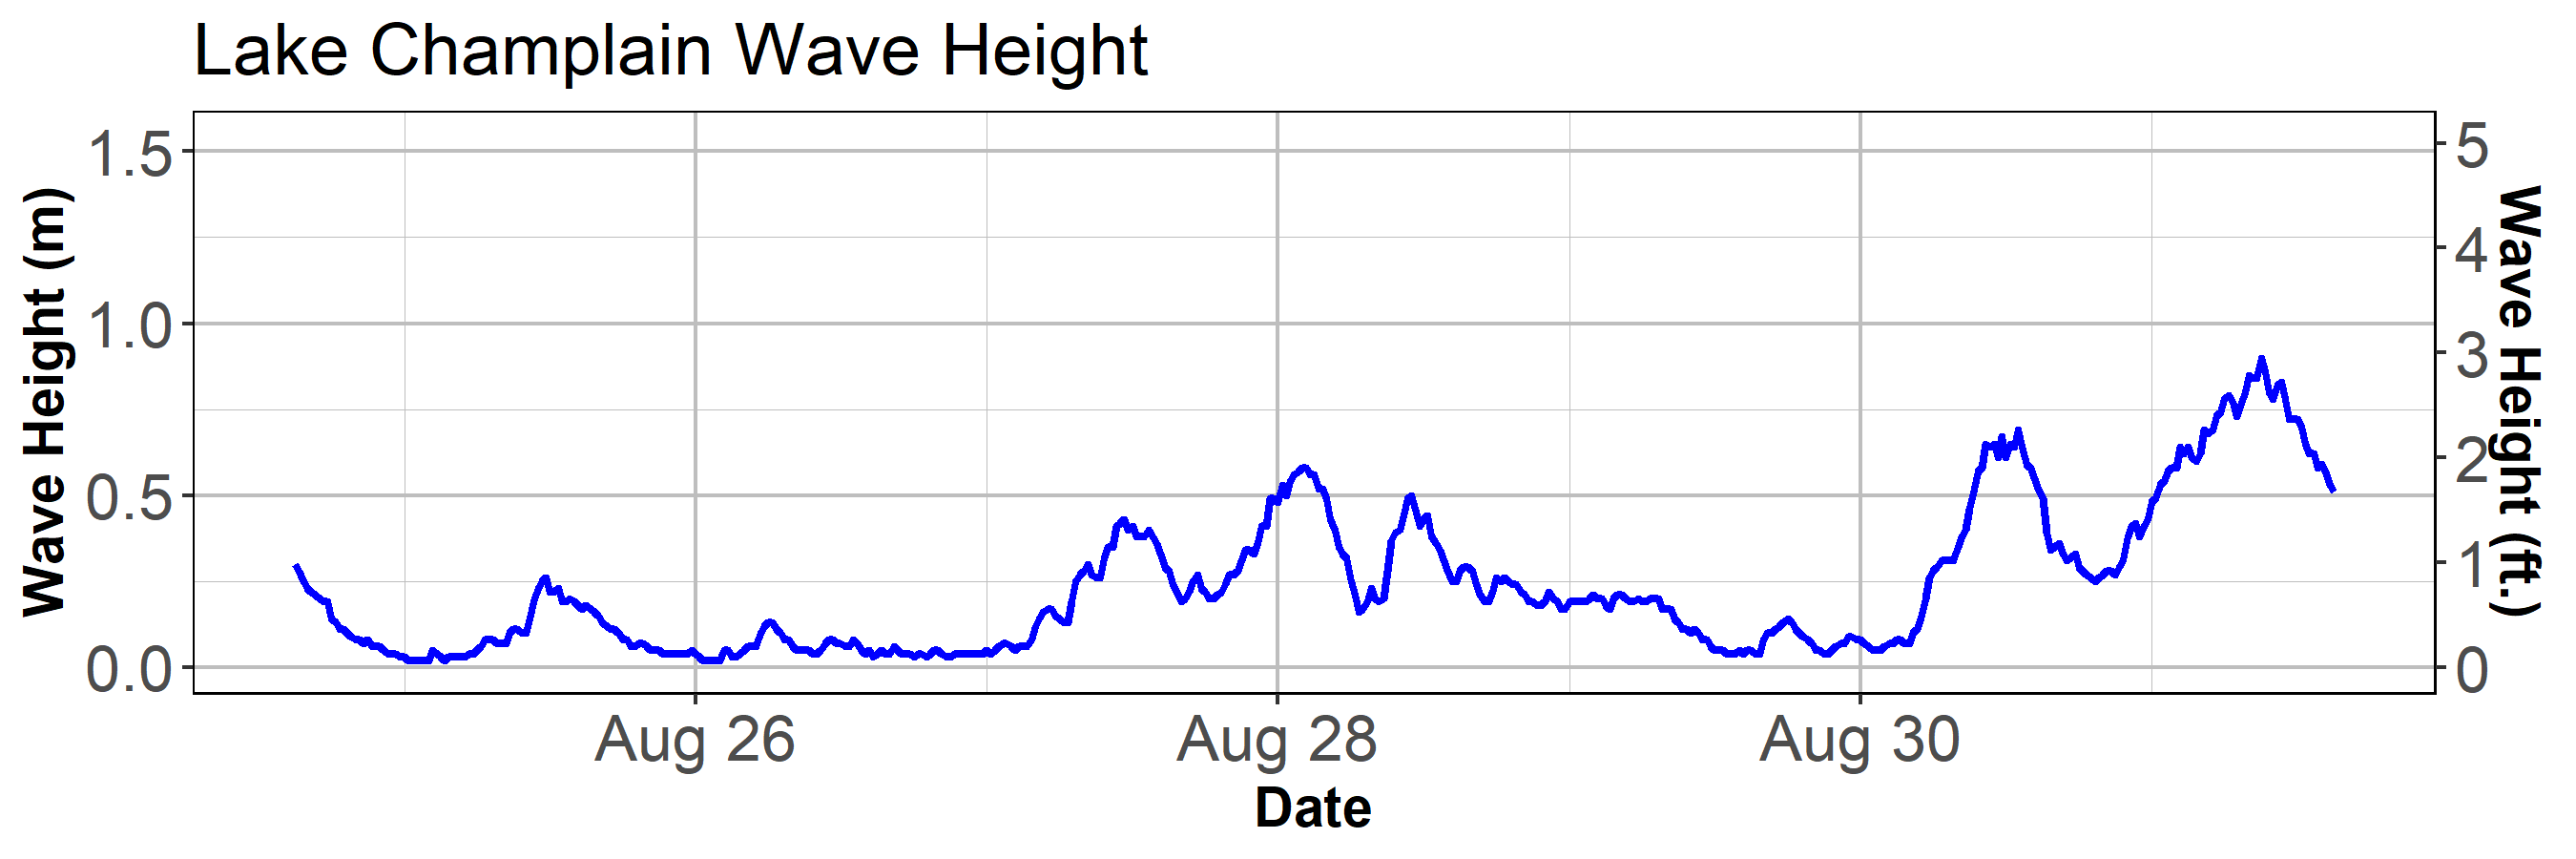 Lake Champlain Wave Height
Wave Height (m)
1.5
1.0
0.5
0.0
5
4
3
2
1
0
Wave Height (ft.)
Aug 26
Aug 28
Aug 30
Date